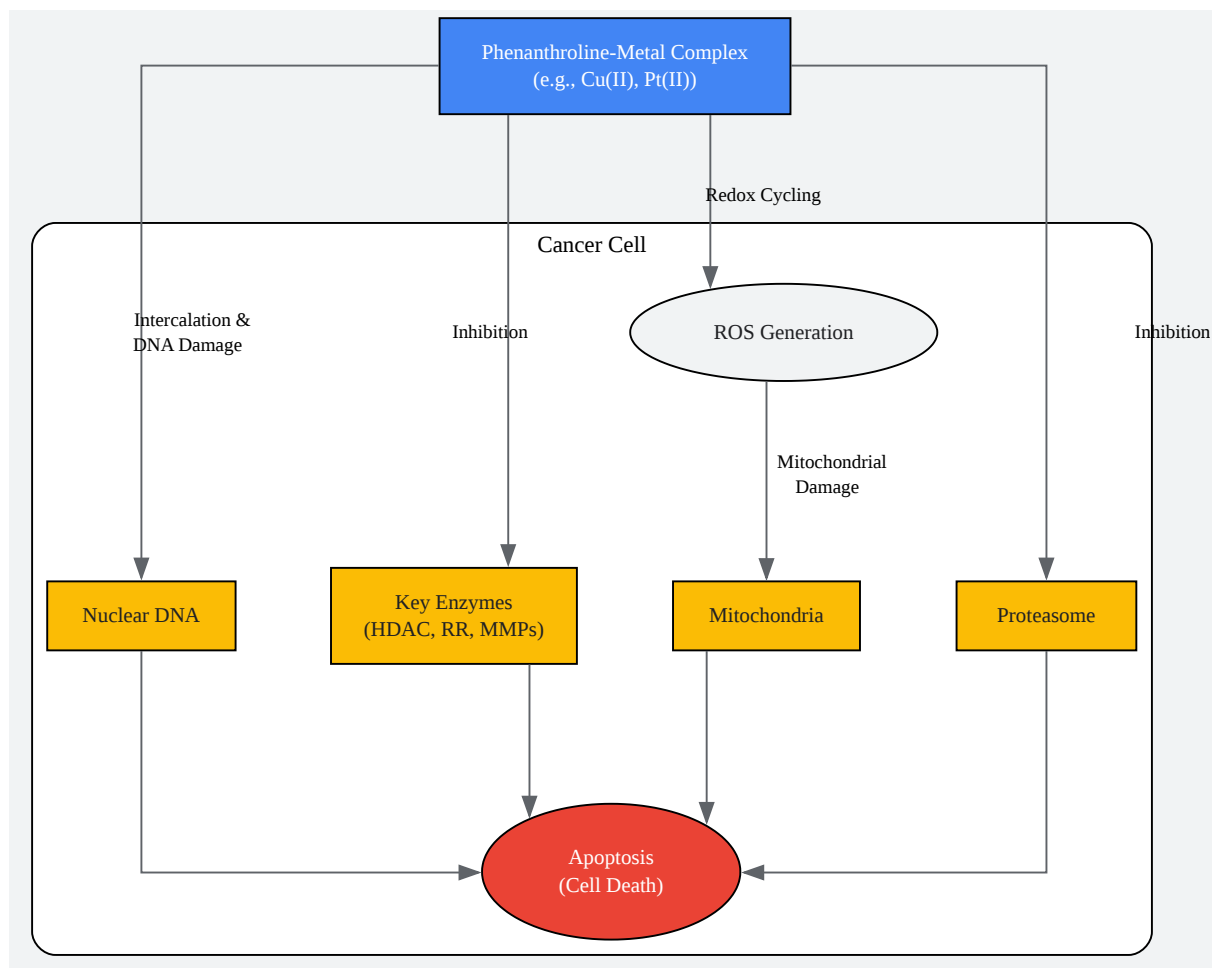 Phenanthroline-Metal Complex
(e.g., Cu(II), Pt(II))
Redox Cycling
Cancer Cell
Intercalation &
DNA Damage
Inhibition
ROS Generation
Inhibition
Mitochondrial
Damage
Nuclear DNA
Key Enzymes
(HDAC, RR, MMPs)
Mitochondria
Proteasome
Apoptosis
(Cell Death)